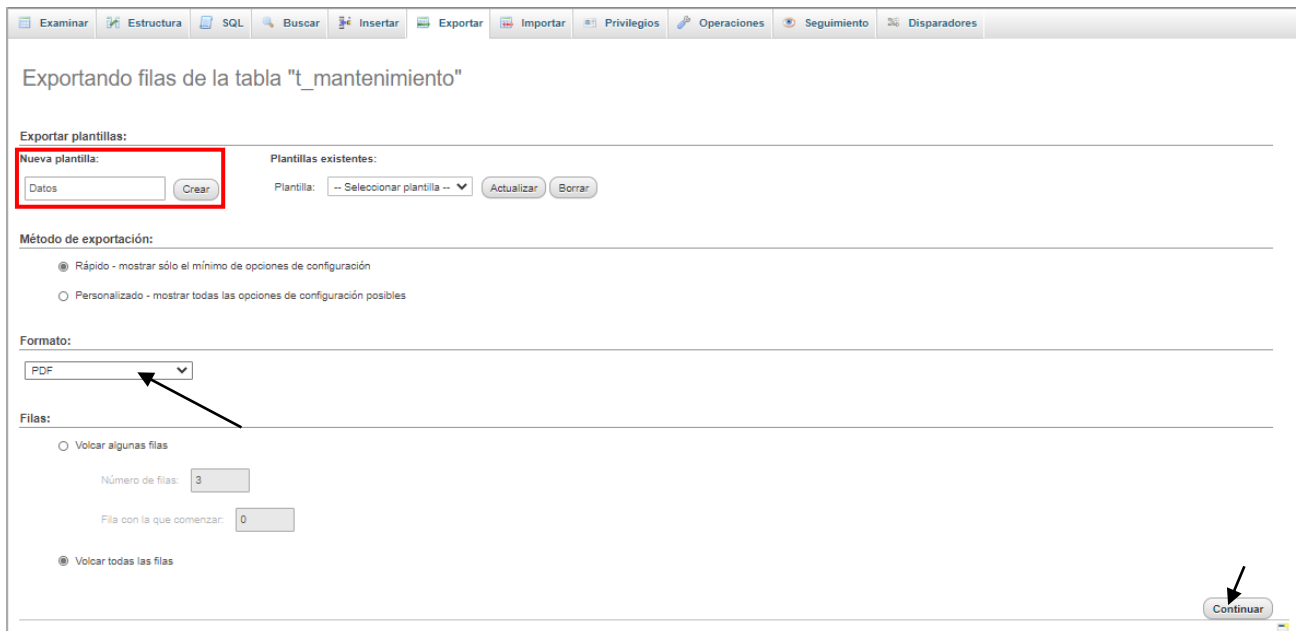 Examinar Estructura SQL Buscar Insertar Exportar Importar Privilegios Operaciones Seguimiento Disparadores
Exportando filas de la tabla "t_mantenimiento"
Exportar plantillas:
Nueva plantilla: Plantillas existentes:
Datos Crear Plantilla: -- Seleccionar plantilla -- Actualizar Borrar
Método de exportación:
Rápido - mostrar sólo el mínimo de opciones de configuración
Personalizado - mostrar todas las opciones de configuración posibles
Formato:
PDF
Filas:
Volcar algunas filas
Número de filas: 3
Fila con la que comenzar: 0
Volcar todas las filas
Continuar